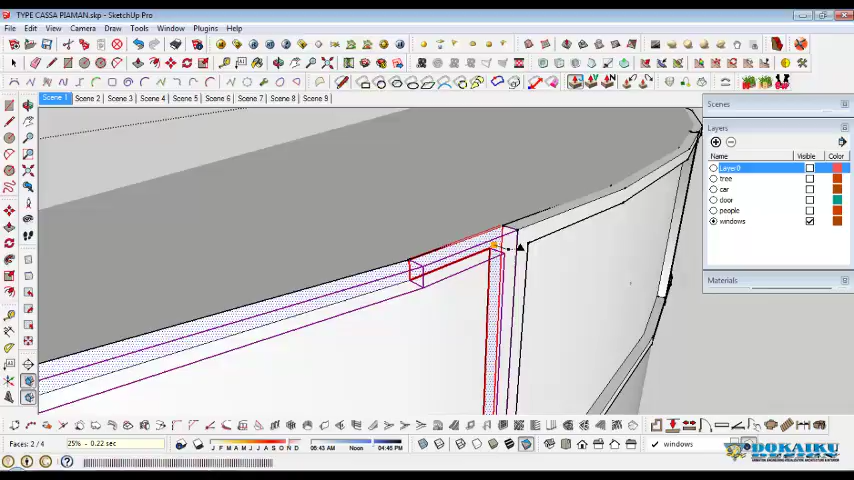 TYPE CASSA PIAMAN.skp - SketchUp Pro
File Edit View Camera Draw Tools Window Plugins Help
Scene 1 Scene 2 Scene 3 Scene 4 Scene 5 Scene 6 Scene 7 Scene 8 Scene 9
Scenes
Layers
Name Visible Color
Layer0
tree
car
door
people
windows
Materials
Faces: 2 / 4
25% - 0.22 sec
J F M A M J J A S O N D
06:43 AM Noon 04:46 PM
windows
DOKAIKU